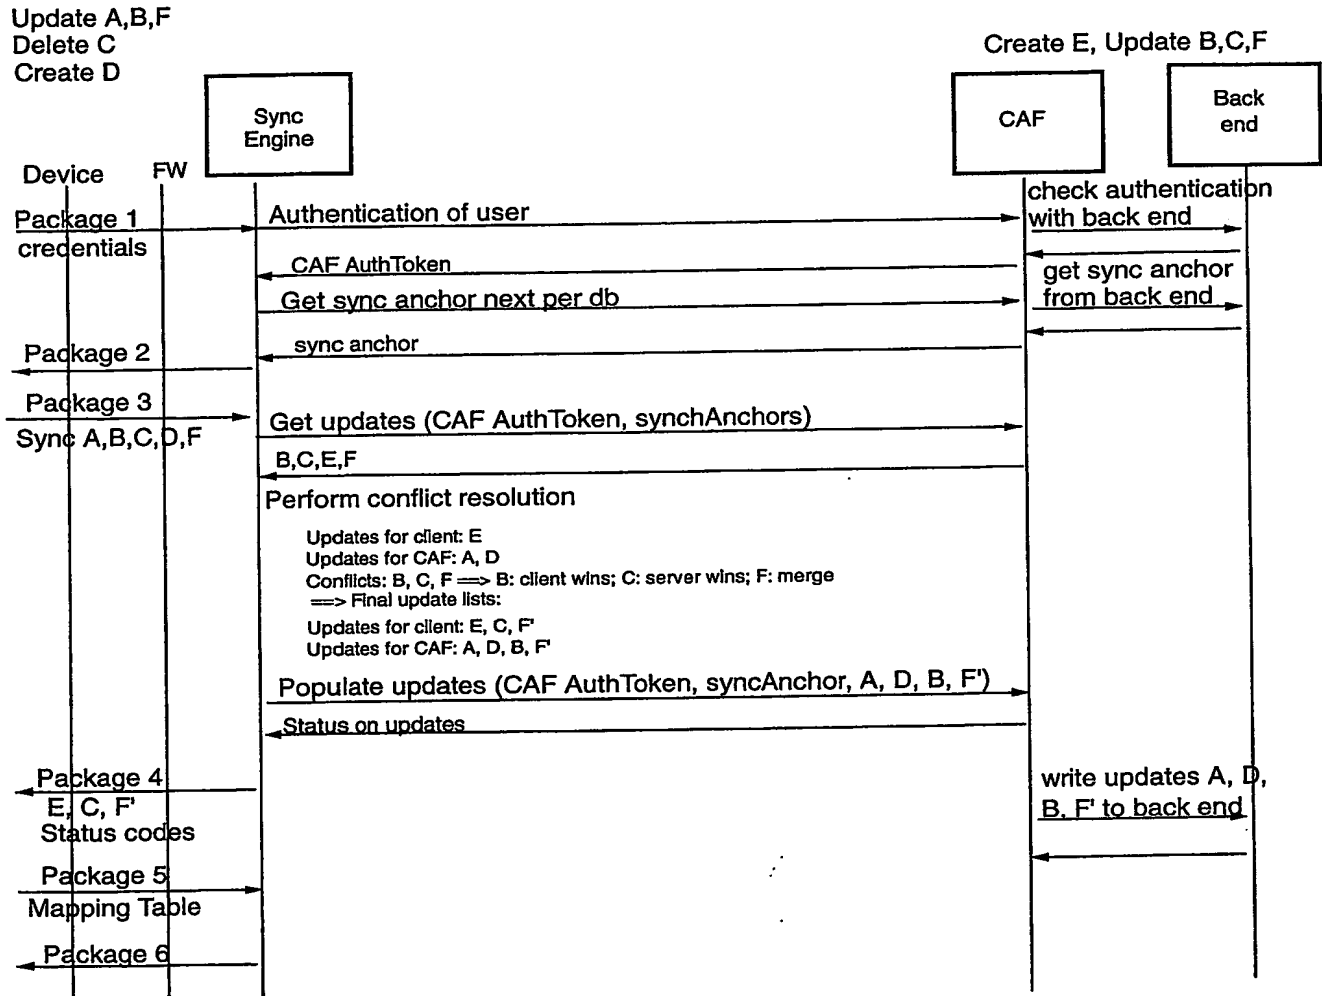 Update A,B,F
Delete C
Create D
Create E, Update B,C,F
Sync
Engine
CAF
Back
end
Device
FW
Package 1
credentials
Authentication of user
check authentication
with back end
CAF AuthToken
get sync anchor
from back end
Get sync anchor next per db
Package 2
sync anchor
Package 3
Sync A,B,C,D,F
Get updates (CAF AuthToken, synchAnchors)
B,C,E,F
Perform conflict resolution
Updates for client: E
Updates for CAF: A, D
Conflicts: B, C, F ==> B: client wins; C: server wins; F: merge
==> Final update lists:
Updates for client: E, C, F'
Updates for CAF: A, D, B, F'
Populate updates (CAF AuthToken, syncAnchor, A, D, B, F')
Status on updates
Package 4
E, C, F'
Status codes
write updates A, D,
B, F' to back end
Package 5
Mapping Table
Package 6